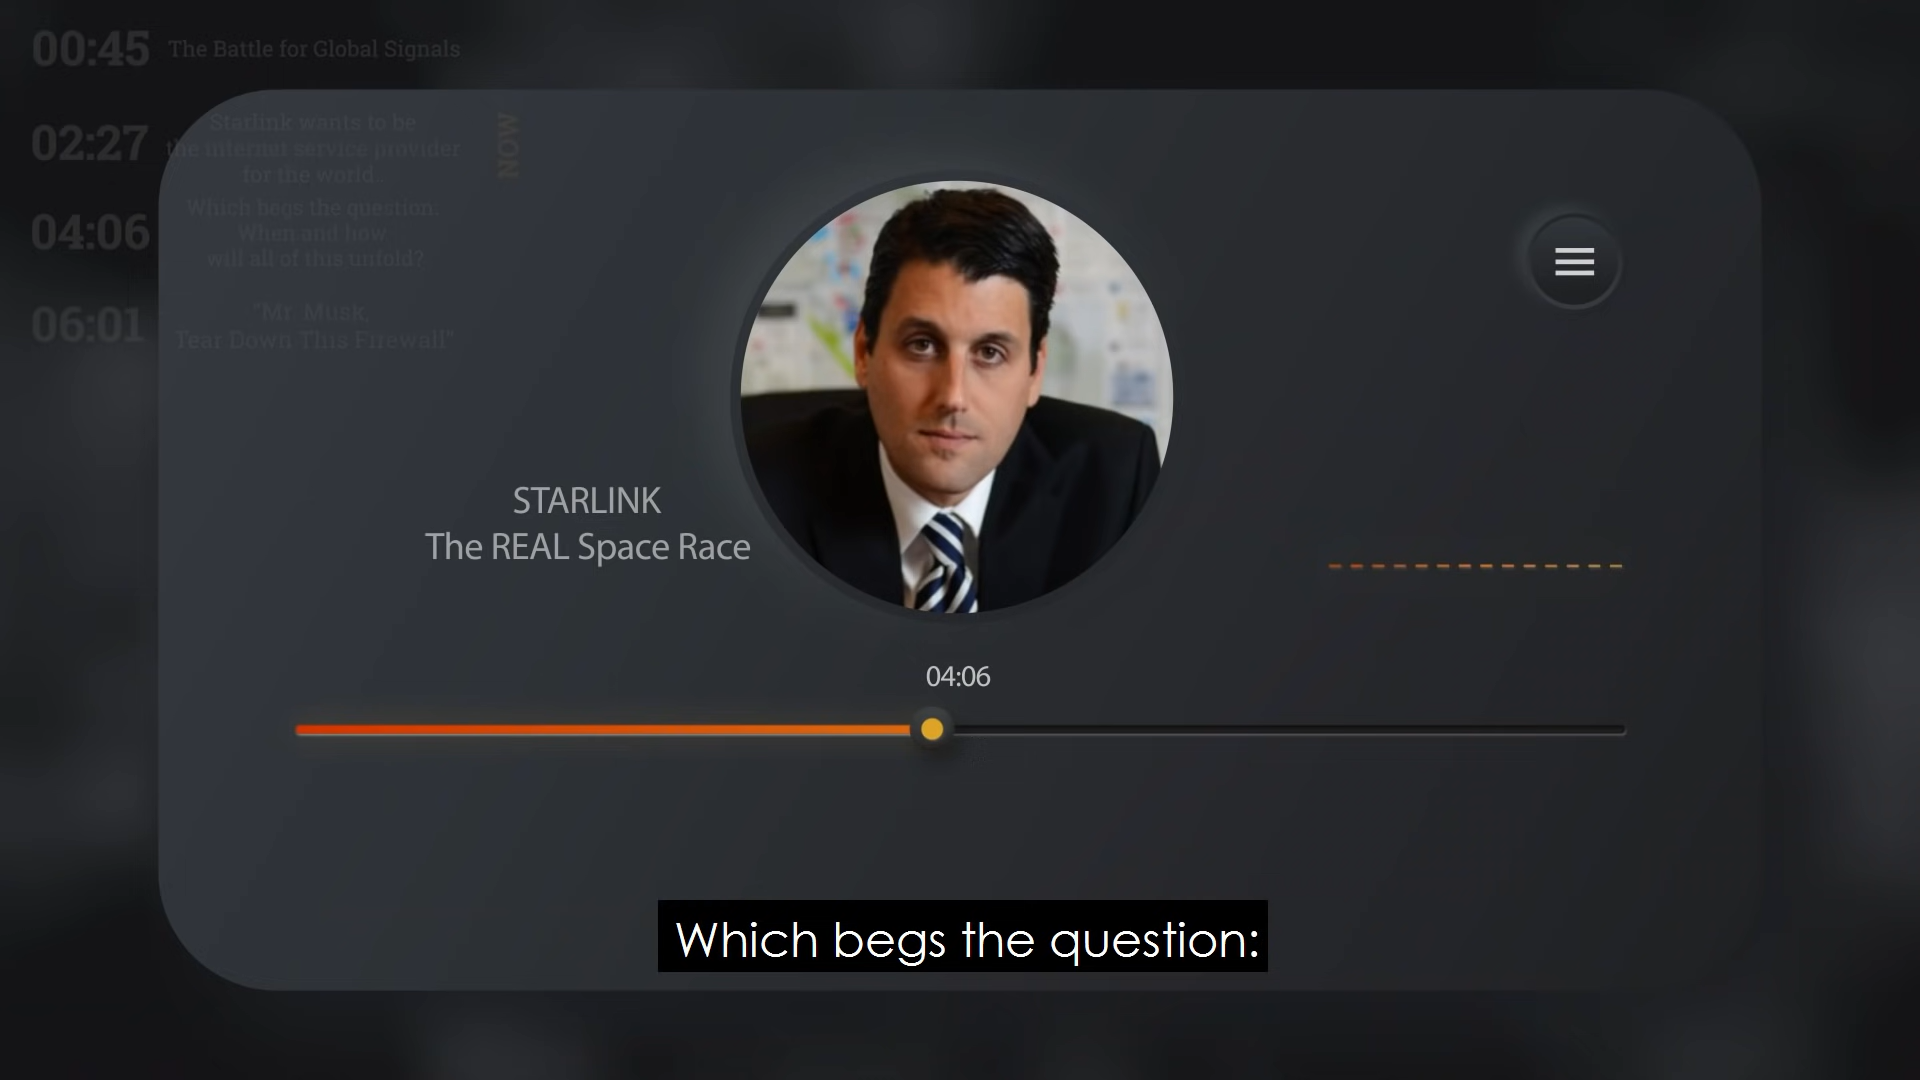 00:45 The Battle for Global Signals
02:27
Starlink wants to be
the internet service provider
for the world..
NOW
04:06
Which begs the question:
When and how
will all of this unfold?
06:01
"Mr. Musk,
Tear Down This Firewall"
STARLINK
The REAL Space Race
04:06
Which begs the question: